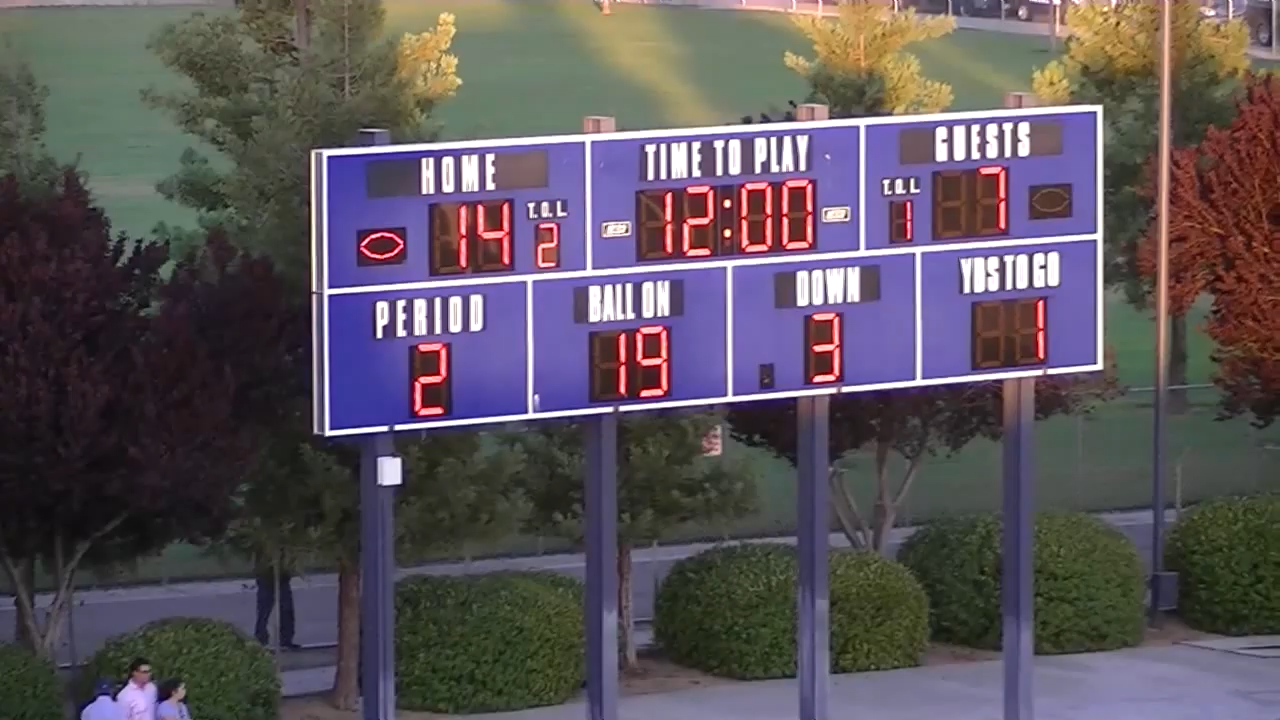 HOME
TIME TO PLAY
GUESTS
14
T. O. L.
2
12:00
T. O. L.
1
7
PERIOD
BALL ON
DOWN
YDS TO GO
2
19
3
1